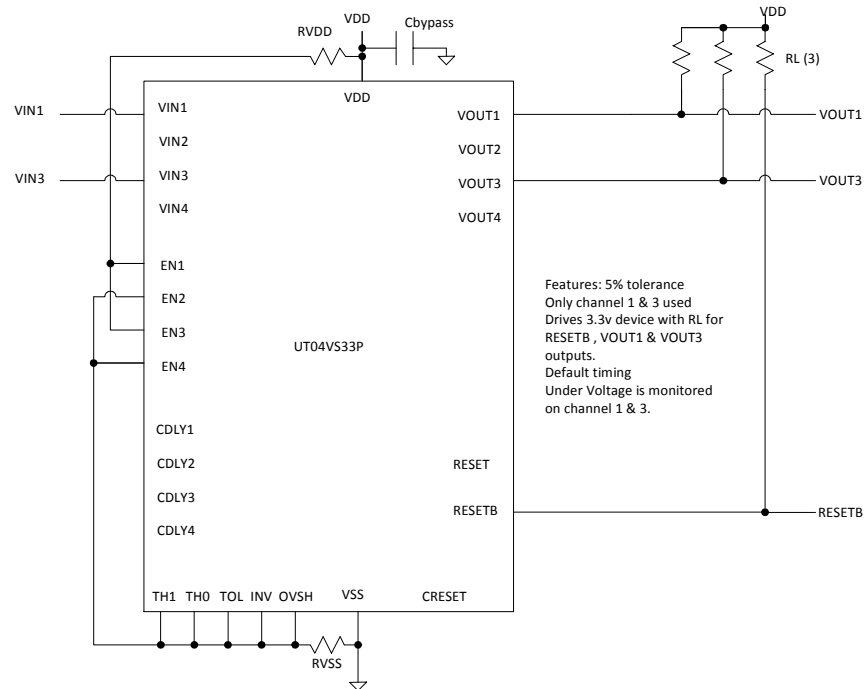 VDD
Cbypass
RVDD
VDD
RL (3)
VDD
VIN1
VIN1
VOUT1
VOUT1
VIN2
VOUT2
VIN3
VIN3
VOUT3
VOUT3
VIN4
VOUT4
EN1
EN2
EN3
EN4
UT04VS33P
Features: 5% tolerance
Only channel 1 & 3 used
Drives 3.3v device with RL for
RESETB , VOUT1 & VOUT3
outputs.
Default timing
Under Voltage is monitored
on channel 1 & 3.
CDLY1
CDLY2
CDLY3
CDLY4
RESET
RESETB
RESETB
TH1 TH0 TOL INV OVSH VSS CRESET
RVSS